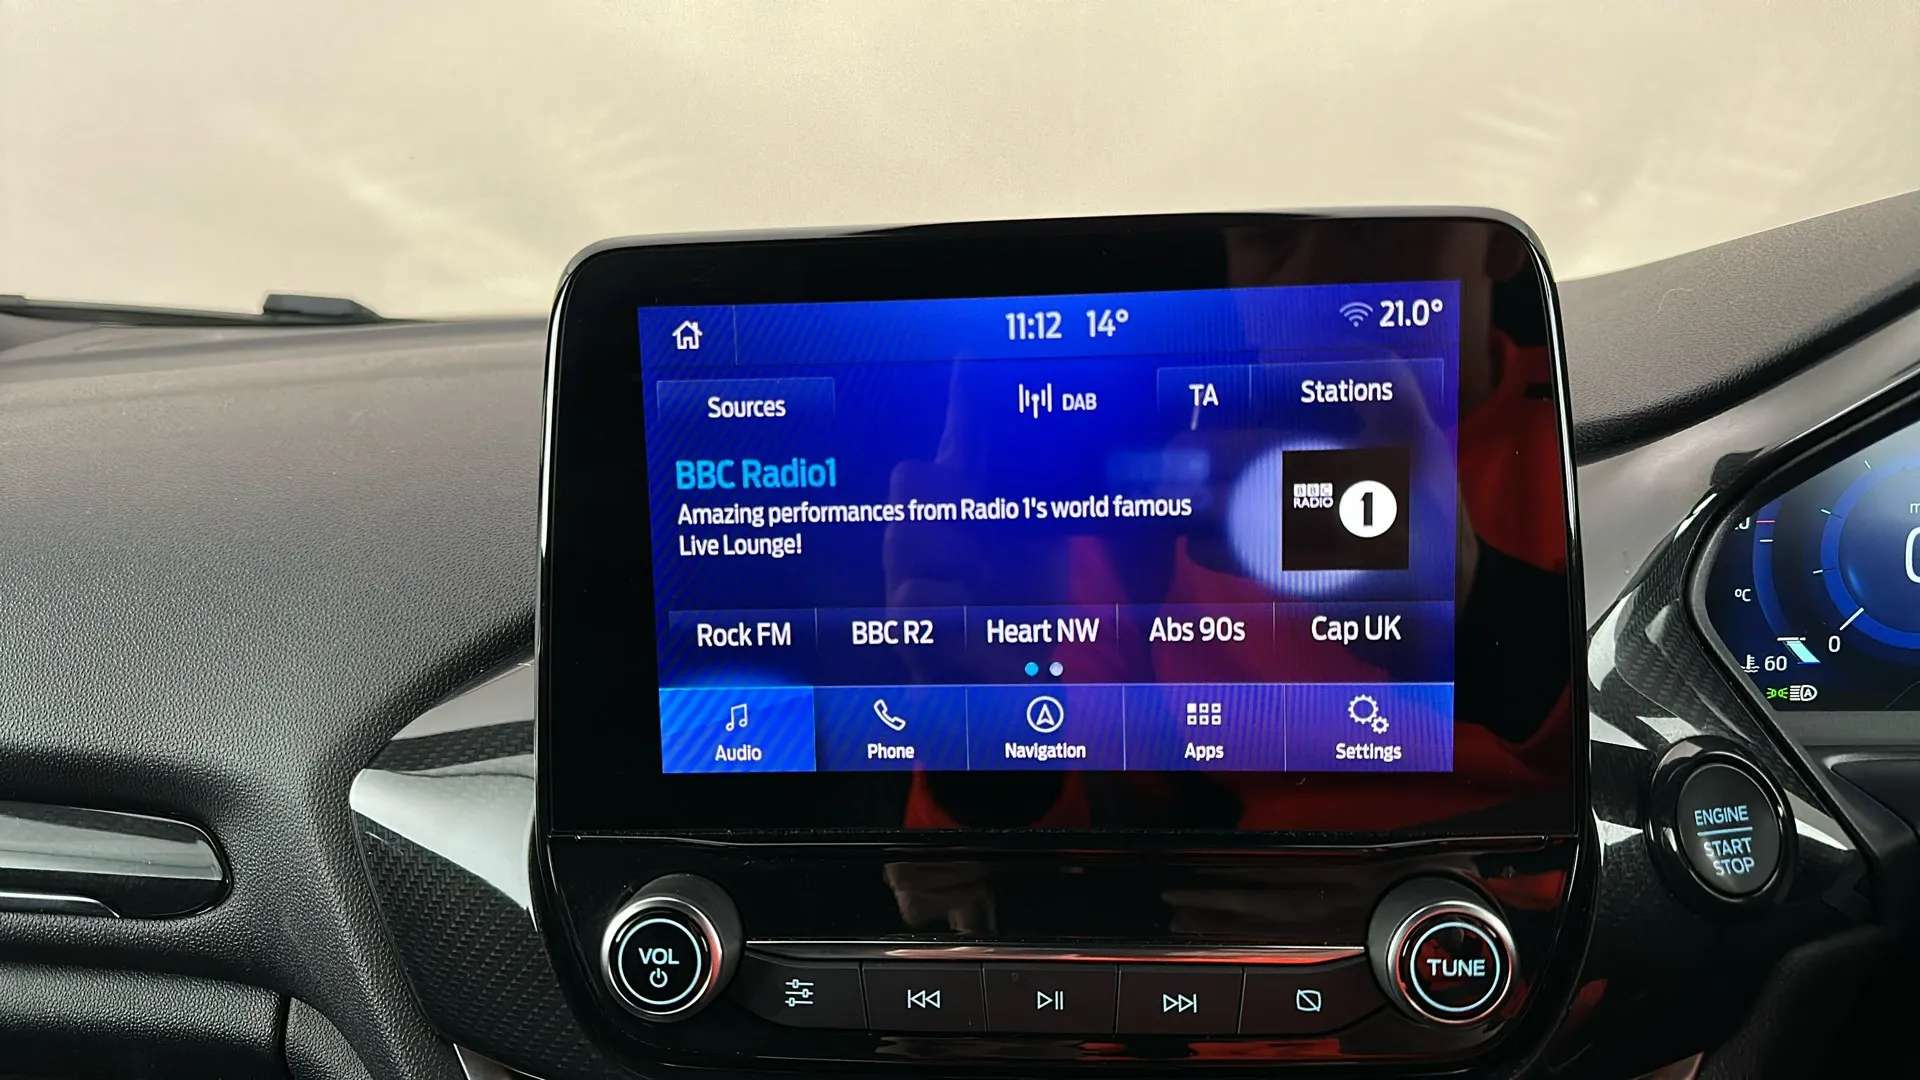 11:12 14° 21.0°
Sources DAB TA Stations
BBC Radio1
Amazing performances from Radio 1's world famous
Live Lounge!
BBC
RADIO 1
Rock FM BBC R2 Heart NW Abs 90s Cap UK
Audio Phone Navigation Apps Settings
VOL
TUNE
ENGINE
START
STOP
°C
60
0
A